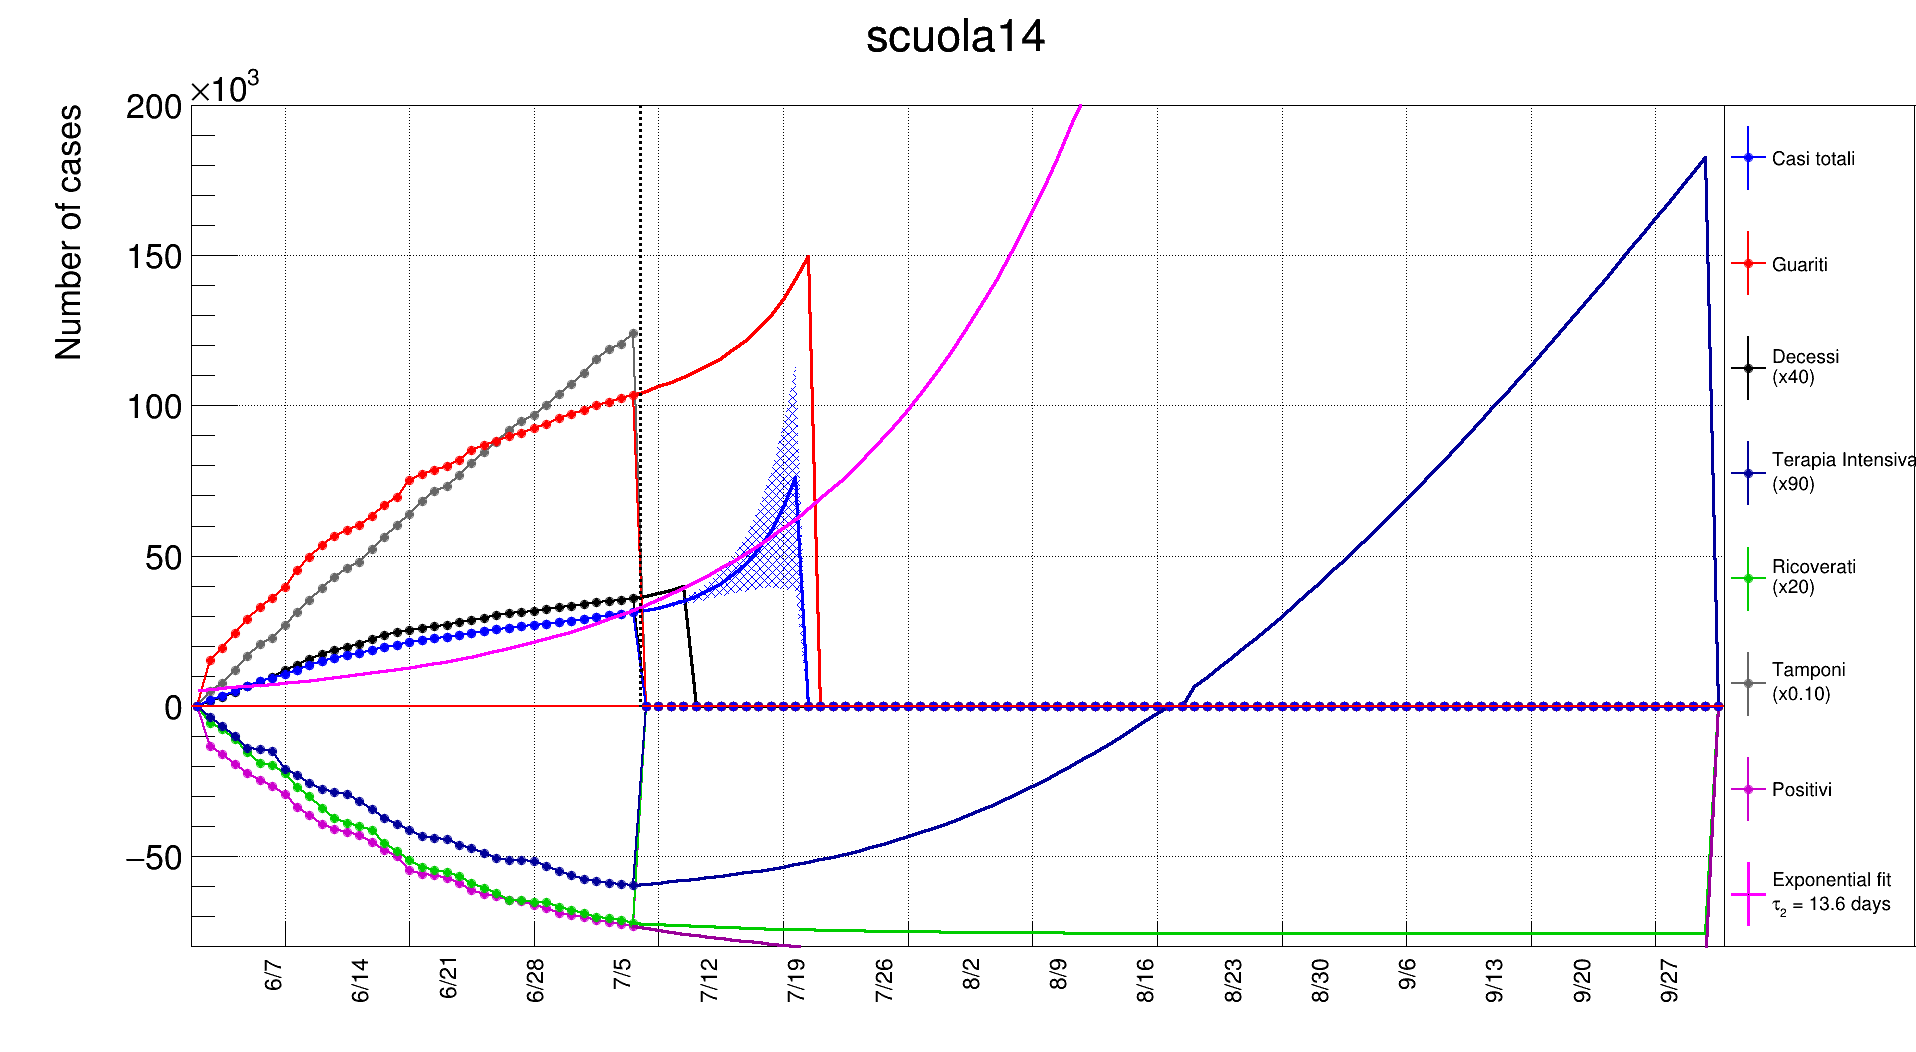 scuola14
×10³
Number of cases
200
150
100
50
0
−50
6/7
6/14
6/21
6/28
7/5
7/12
7/19
7/26
8/2
8/9
8/16
8/23
8/30
9/6
9/13
9/20
9/27
Casi totali
Guariti
Decessi
(x40)
Terapia Intensiva
(x90)
Ricoverati
(x20)
Tamponi
(x0.10)
Positivi
Exponential fit
τ₂ = 13.6 days